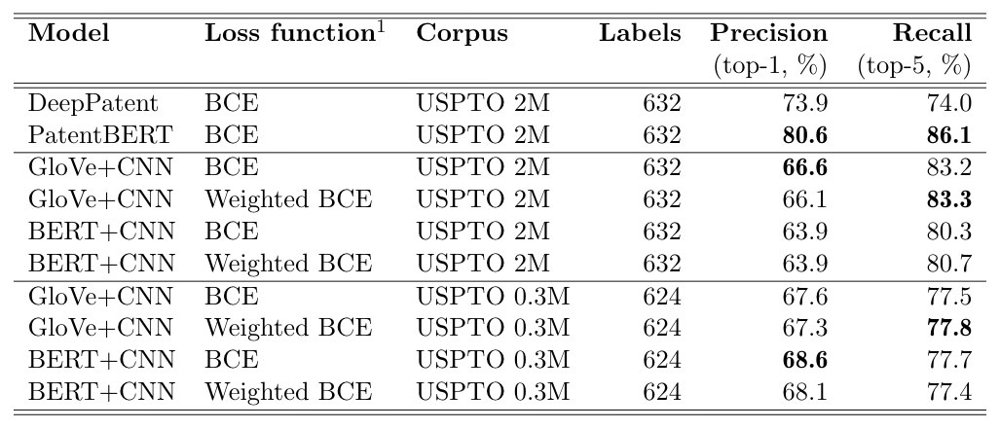 Model Loss function¹ Corpus Labels Precision Recall
(top-1, %) (top-5, %)
DeepPatent BCE USPTO 2M 632 73.9 74.0
PatentBERT BCE USPTO 2M 632 80.6 86.1
GloVe+CNN BCE USPTO 2M 632 66.6 83.2
GloVe+CNN Weighted BCE USPTO 2M 632 66.1 83.3
BERT+CNN BCE USPTO 2M 632 63.9 80.3
BERT+CNN Weighted BCE USPTO 2M 632 63.9 80.7
GloVe+CNN BCE USPTO 0.3M 624 67.6 77.5
GloVe+CNN Weighted BCE USPTO 0.3M 624 67.3 77.8
BERT+CNN BCE USPTO 0.3M 624 68.6 77.7
BERT+CNN Weighted BCE USPTO 0.3M 624 68.1 77.4